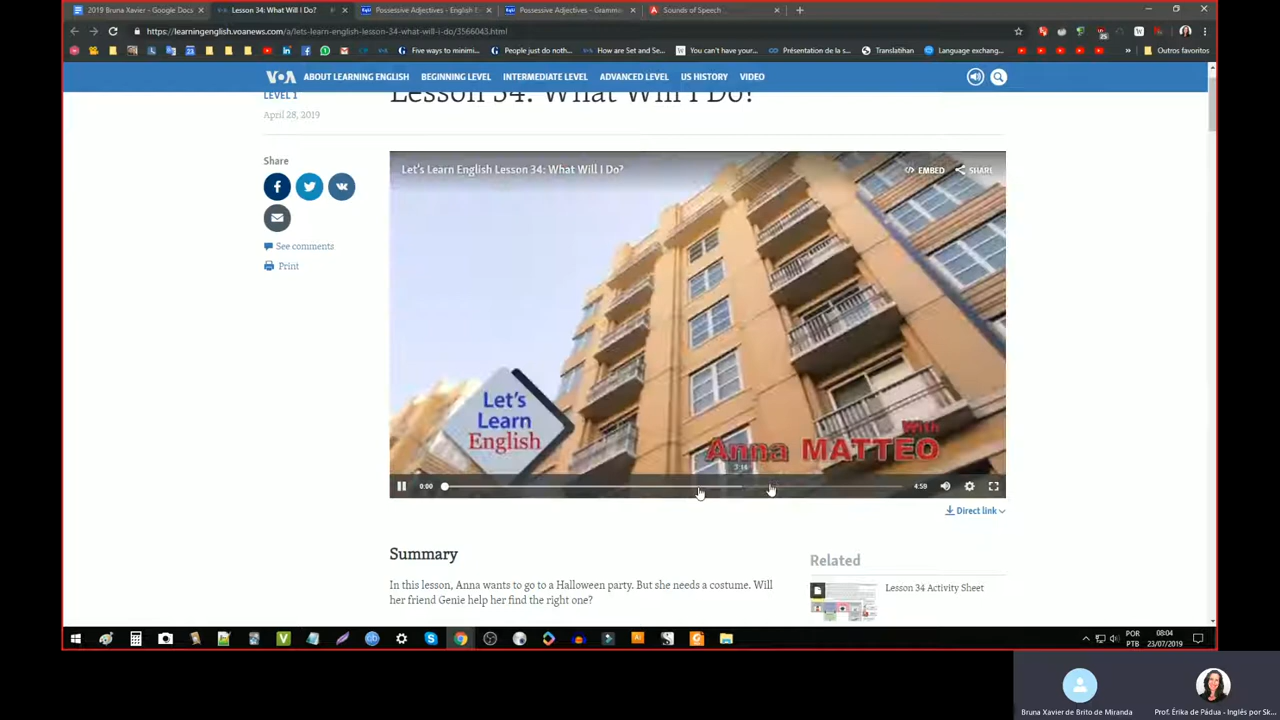 2019 Bruna Xavier - Google Docs
Lesson 34: What Will I Do?
Possessive Adjectives - English E
Possessive Adjectives - Gramma
Sounds of Speech
https://learningenglish.voanews.com/a/lets-learn-english-lesson-34-what-will-i-do/3566043.html
Five ways to minimi...
People just do noth...
How are Set and Se...
You can't have your...
Présentation de la s...
Translatihan
Language exchang...
»
Outros favoritos
VOA
ABOUT LEARNING ENGLISH
BEGINNING LEVEL
INTERMEDIATE LEVEL
ADVANCED LEVEL
US HISTORY
VIDEO
LEVEL 1
Lesson 34: What Will I Do?
April 28, 2019
Share
See comments
Print
Let's Learn English Lesson 34: What Will I Do?
EMBED
SHARE
Let's
Learn
English
With
Anna MATTEO
3:16
0:00
4:59
Direct link
Summary
In this lesson, Anna wants to go to a Halloween party. But she needs a costume. Will
her friend Genie help her find the right one?
Related
Lesson 34 Activity Sheet
POR
PTB
08:04
23/07/2019
Bruna Xavier de Brito de Miranda
Prof. Érika de Pádua - Inglês por Sk...